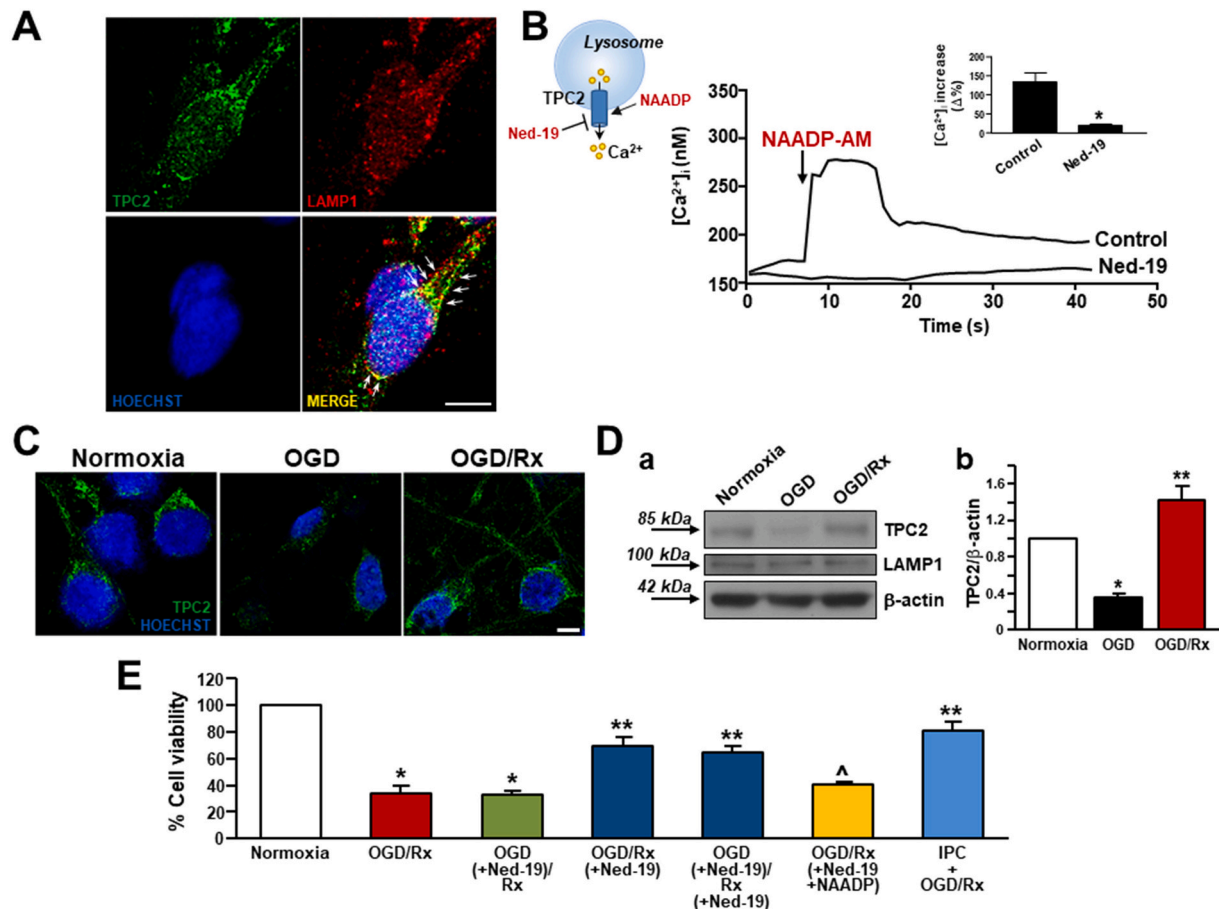 A
TPC2
LAMP1
HOECHST
MERGE
B
Lysosome
TPC2
NAADP
Ned-19
Ca²⁺
[Ca²⁺]ᵢ (nM)
350
300
250
200
150
0
10
20
30
40
50
Time (s)
NAADP-AM
Control
Ned-19
[Ca²⁺]ᵢ increase
(Δ %)
200
150
100
50
0
*
Control
Ned-19
C
Normoxia
OGD
OGD/Rx
TPC2
HOECHST
D
a
Normoxia
OGD
OGD/Rx
85 kDa
TPC2
100 kDa
LAMP1
42 kDa
β-actin
b
TPC2/β-actin
1.6
1.2
0.8
0.4
0
*
**
Normoxia
OGD
OGD/Rx
E
% Cell viability
120
100
80
60
40
20
0
*
*
**
**
^
**
Normoxia
OGD/Rx
OGD
(+Ned-19)/
Rx
OGD/Rx
(+Ned-19)
OGD
(+Ned-19)/
Rx
(+Ned-19)
OGD/Rx
(+Ned-19
+NAADP)
IPC
+
OGD/Rx